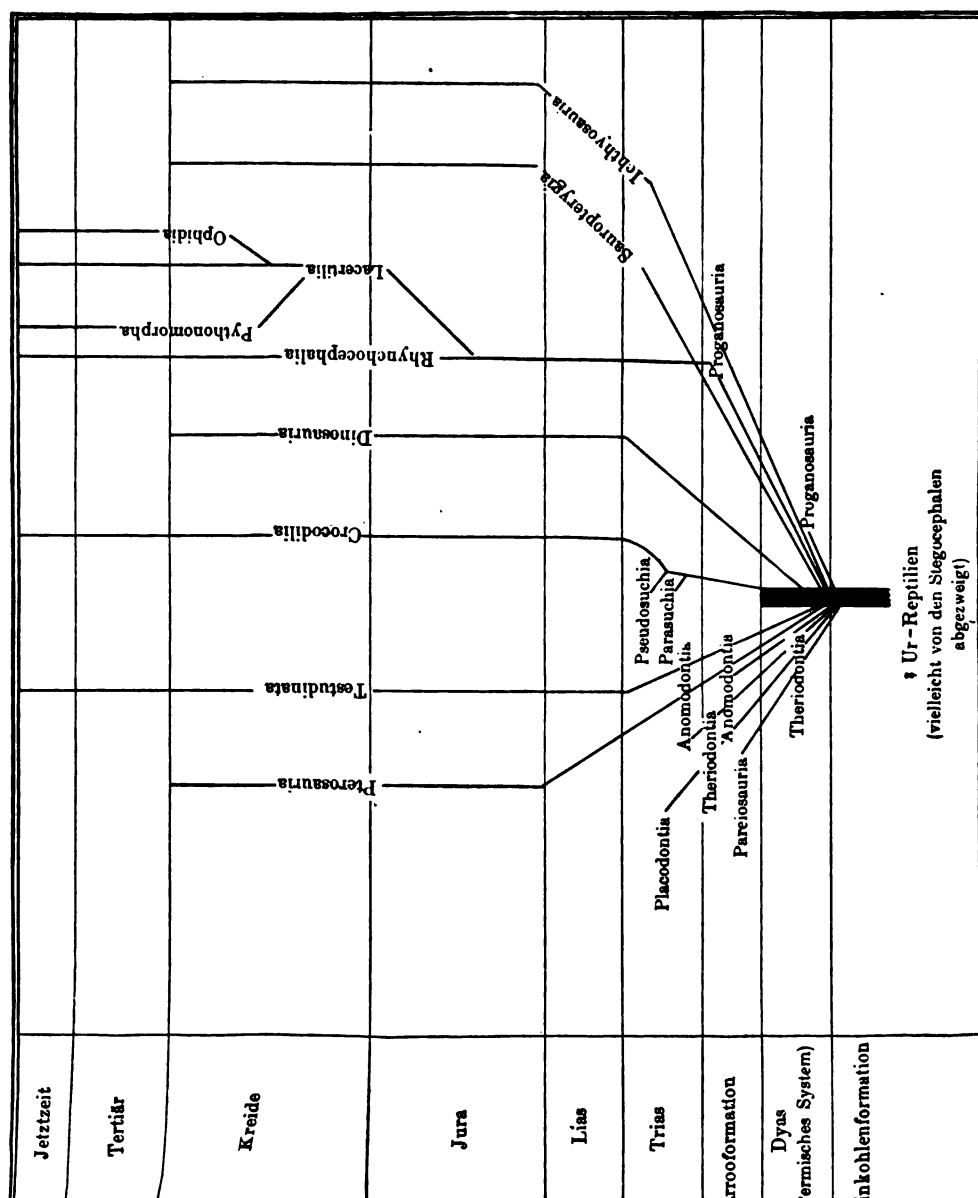 Jetztzeit
Tertiär
Kreide
Jura
Lias
Trias
Arrooformation
Dyas
(Permisches System)
nkohlenformation
Ichthyosauria
Sauropterygia
Ophidia
Lacertilia
Pythonomorpha
Rhynchocephalia
Proganosauria
Dinosauria
Proganosauria
Crocodilia
Pseudosuchia
Parasuchia
Testudinata
Anomodontia
Anomodontia
Theriodontia
Theriodontia
Pterosauria
Placodontia
Pareiosauria
Ur-Reptilien
(vielleicht von den Stegocephalen
abgezweigt)